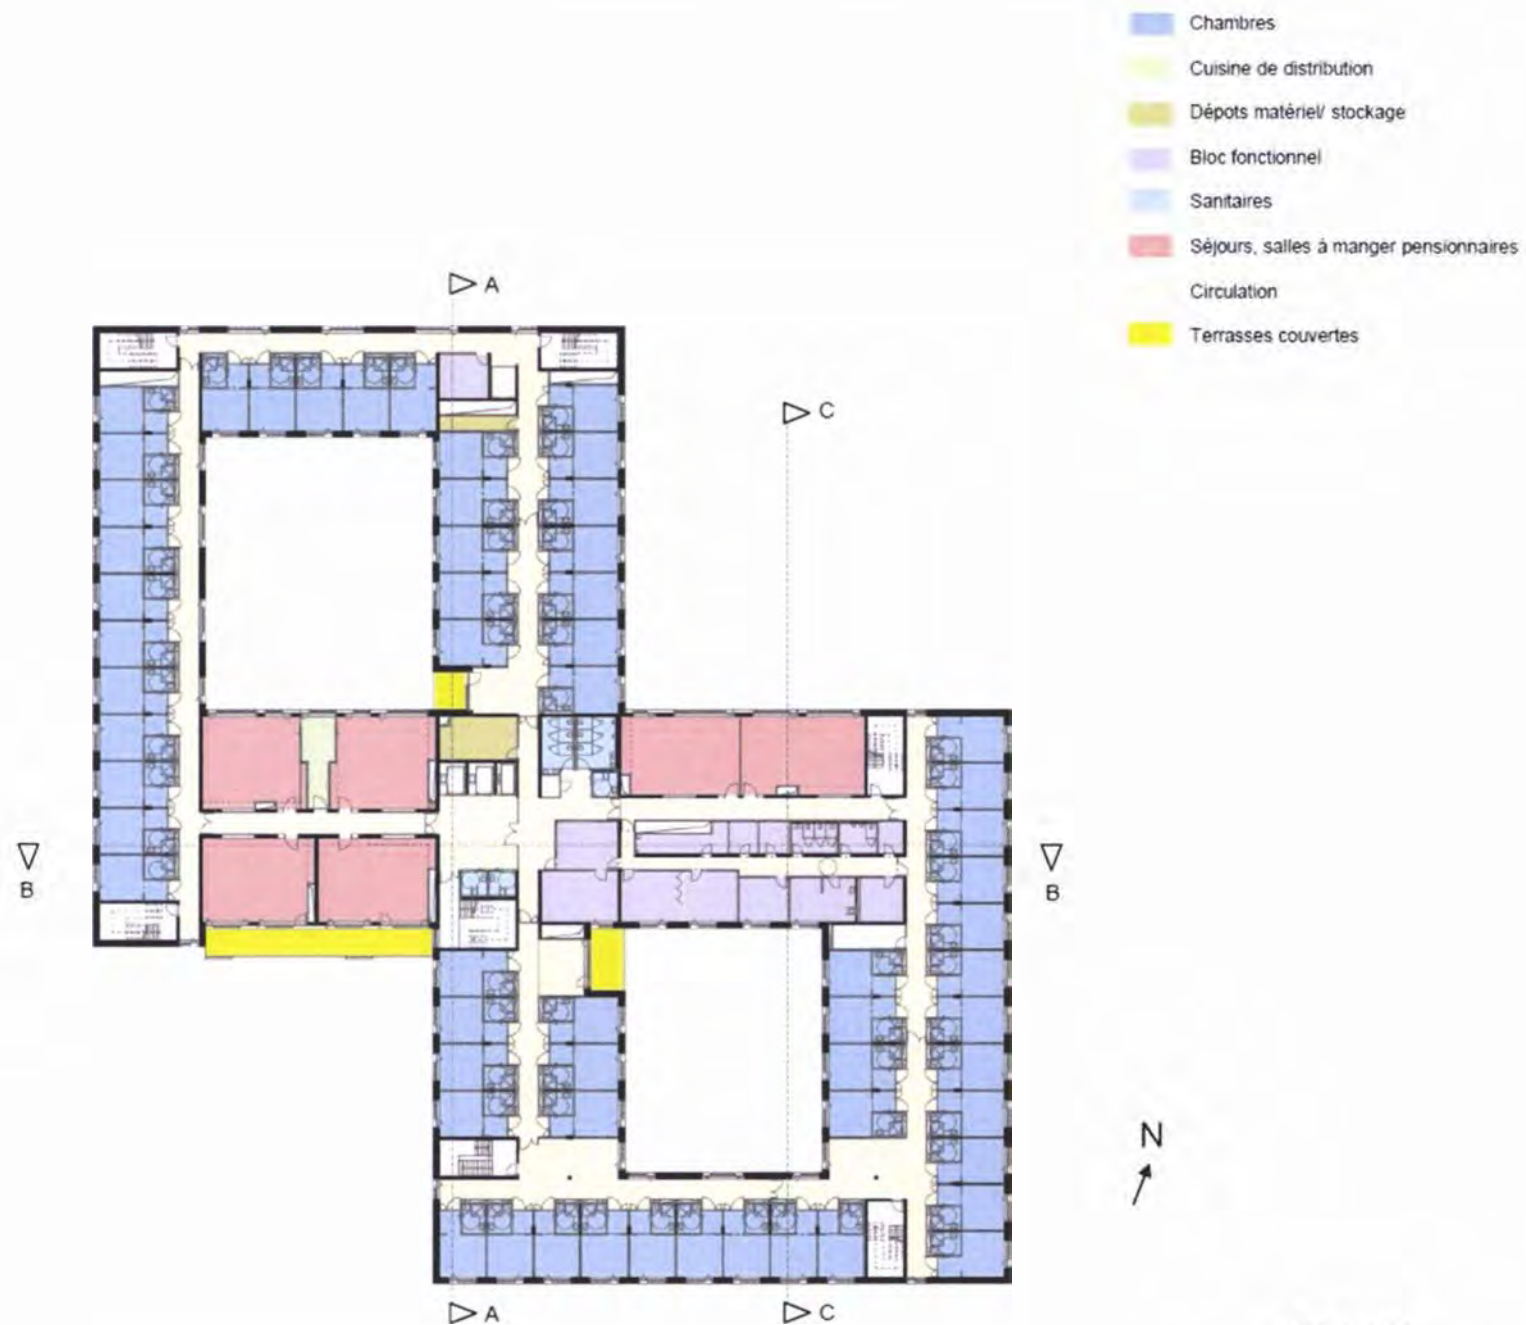 Chambres
Cuisine de distribution
Dépots matériel/ stockage
Bloc fonctionnel
Sanitaires
Séjours, salles à manger pensionnaires
Circulation
Terrasses couvertes
A
C
B
B
N
A
C